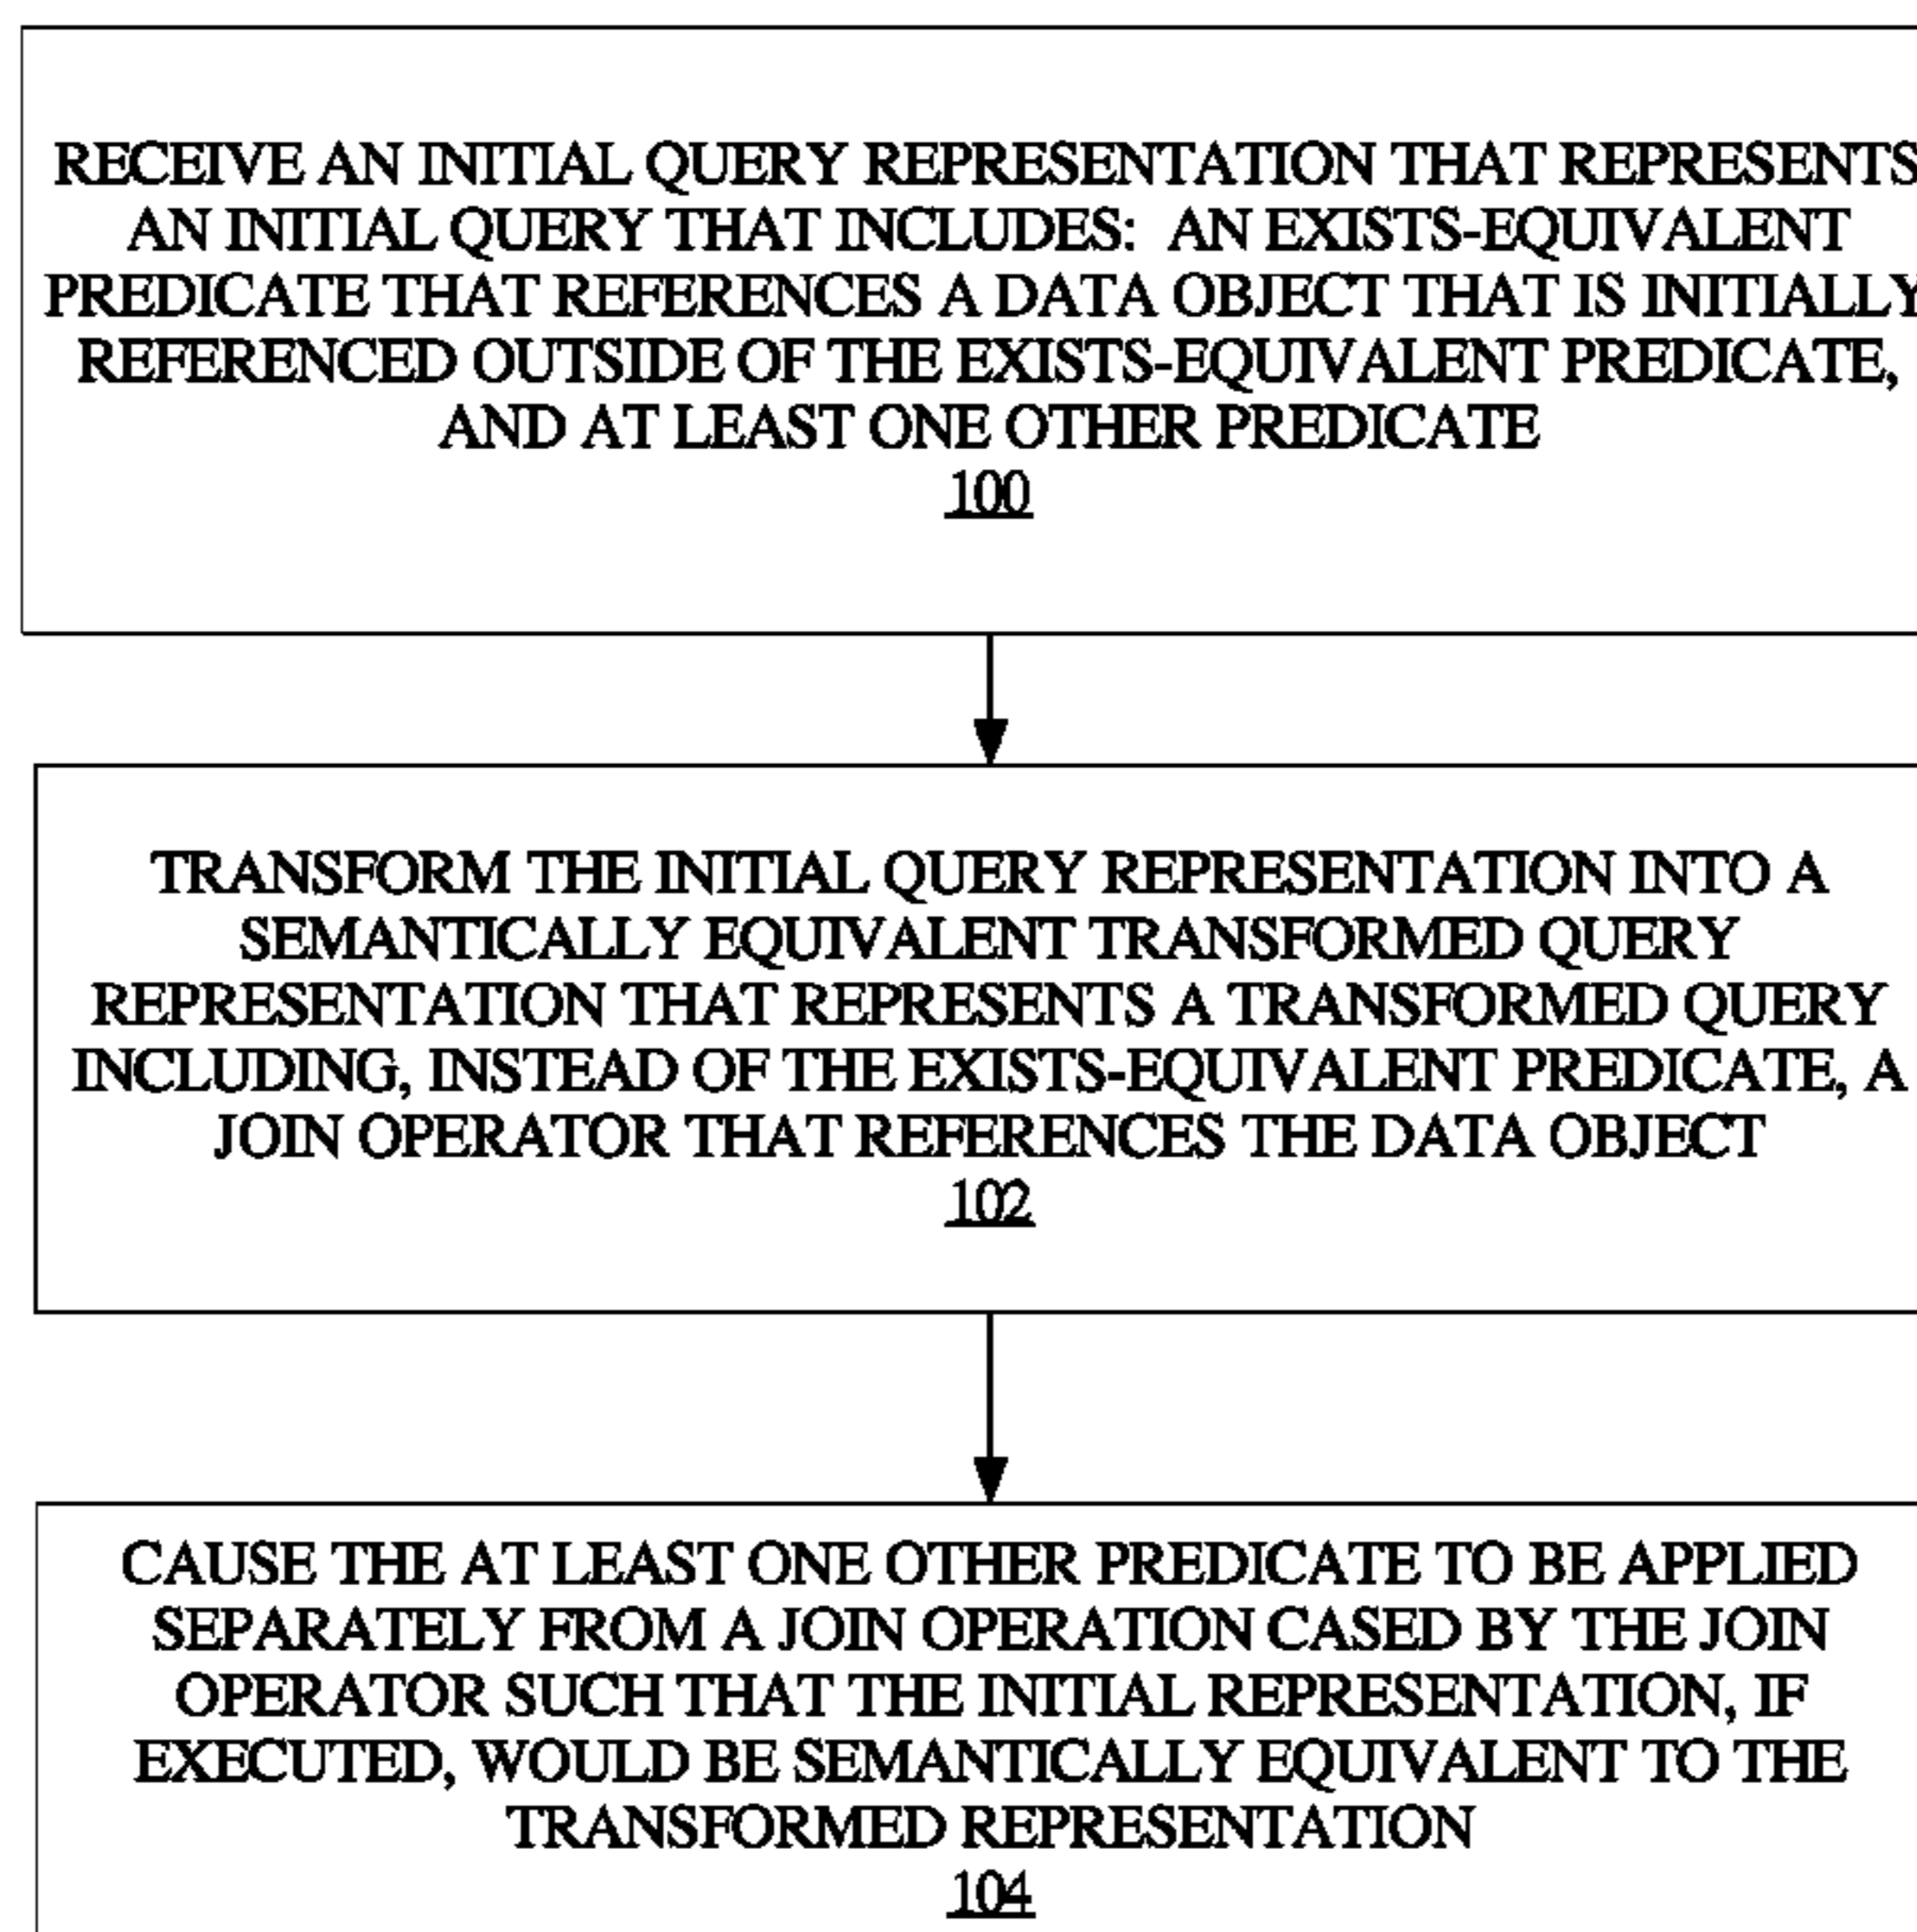 RECEIVE AN INITIAL QUERY REPRESENTATION THAT REPRESENTS
AN INITIAL QUERY THAT INCLUDES: AN EXISTS-EQUIVALENT
PREDICATE THAT REFERENCES A DATA OBJECT THAT IS INITIALLY
REFERENCED OUTSIDE OF THE EXISTS-EQUIVALENT PREDICATE,
AND AT LEAST ONE OTHER PREDICATE
100
TRANSFORM THE INITIAL QUERY REPRESENTATION INTO A
SEMANTICALLY EQUIVALENT TRANSFORMED QUERY
REPRESENTATION THAT REPRESENTS A TRANSFORMED QUERY
INCLUDING, INSTEAD OF THE EXISTS-EQUIVALENT PREDICATE, A
JOIN OPERATOR THAT REFERENCES THE DATA OBJECT
102
CAUSE THE AT LEAST ONE OTHER PREDICATE TO BE APPLIED
SEPARATELY FROM A JOIN OPERATION CASED BY THE JOIN
OPERATOR SUCH THAT THE INITIAL REPRESENTATION, IF
EXECUTED, WOULD BE SEMANTICALLY EQUIVALENT TO THE
TRANSFORMED REPRESENTATION
104